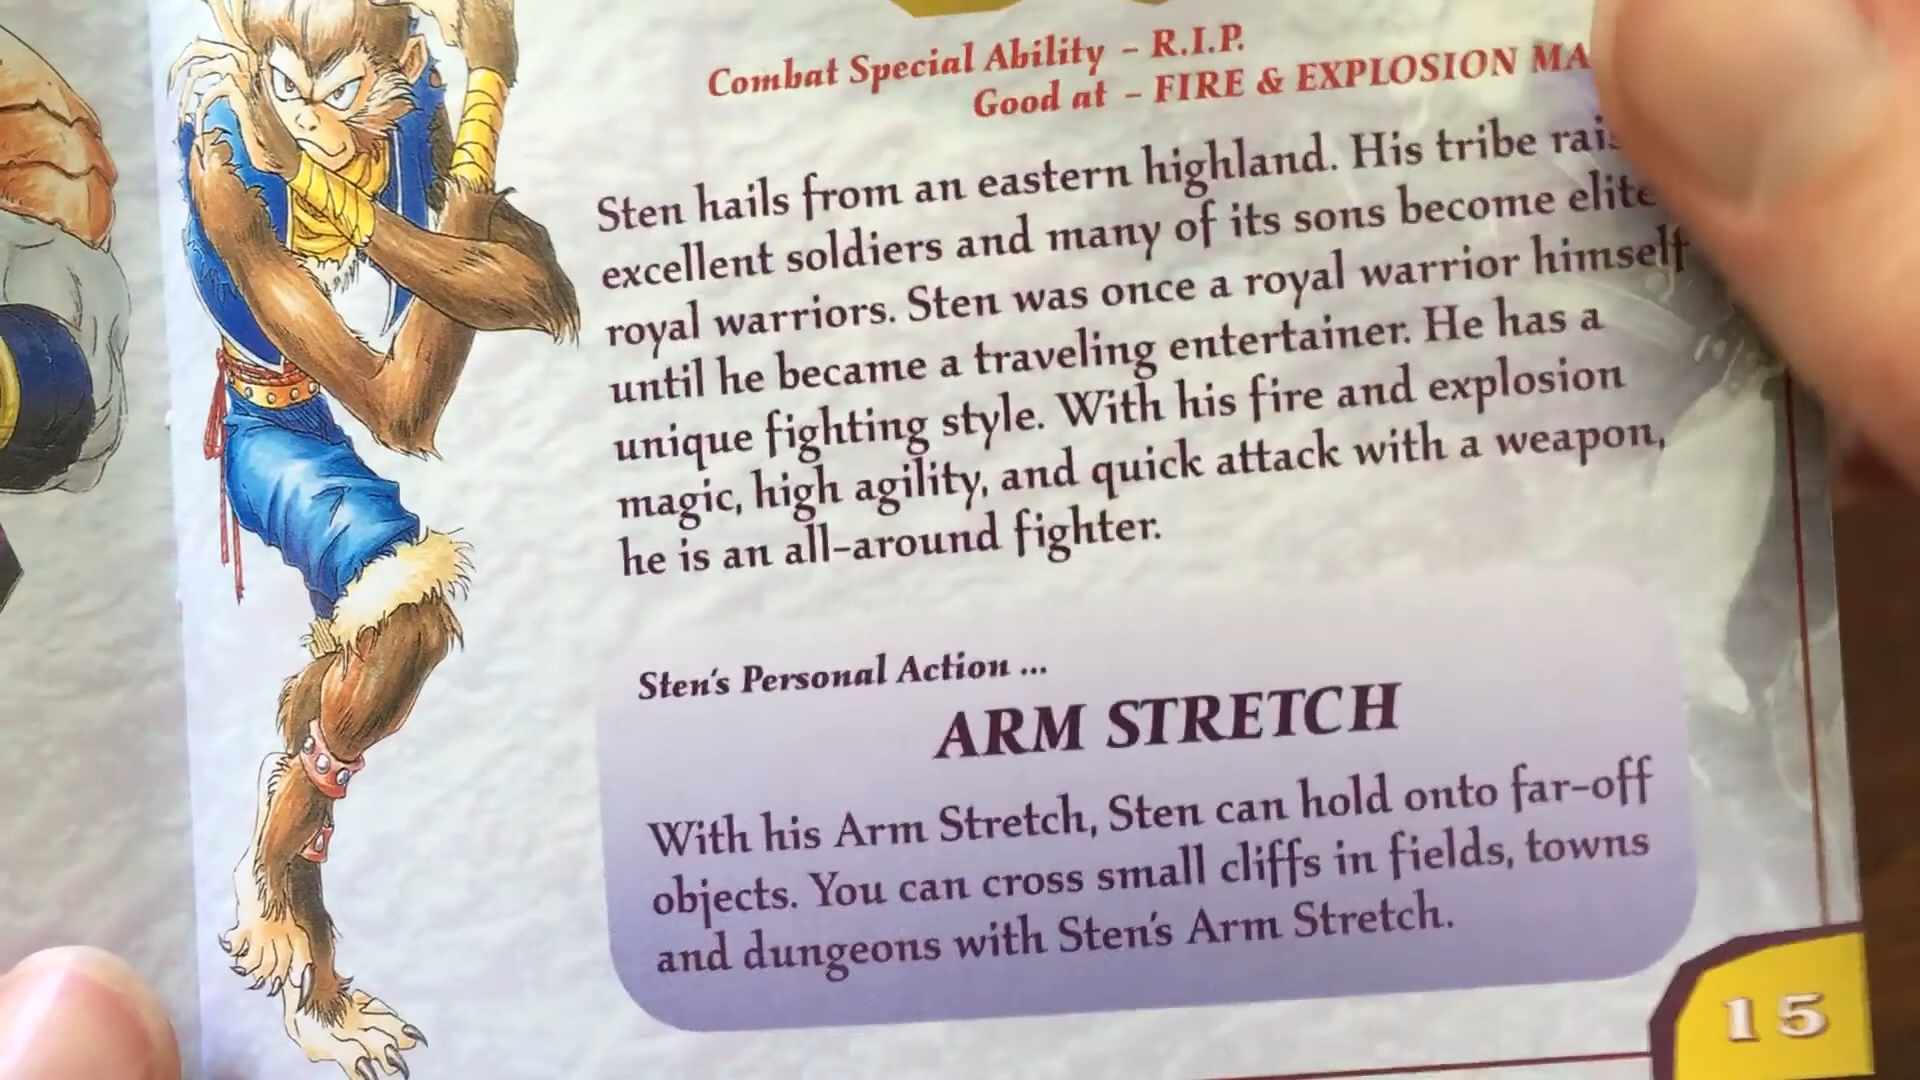 Combat Special Ability – R.I.P.
Good at – FIRE & EXPLOSION
Sten hails from an eastern highland. His tribe
excellent soldiers and many of its sons become elite
royal warriors. Sten was once a royal warrior himself
until he became a traveling entertainer. He has a
unique fighting style. With his fire and explosion
magic, high agility, and quick attack with a weapon,
he is an all-around fighter.
Sten's Personal Action ...
ARM STRETCH
With his Arm Stretch, Sten can hold onto far-off
objects. You can cross small cliffs in fields, towns
and dungeons with Sten's Arm Stretch.
15